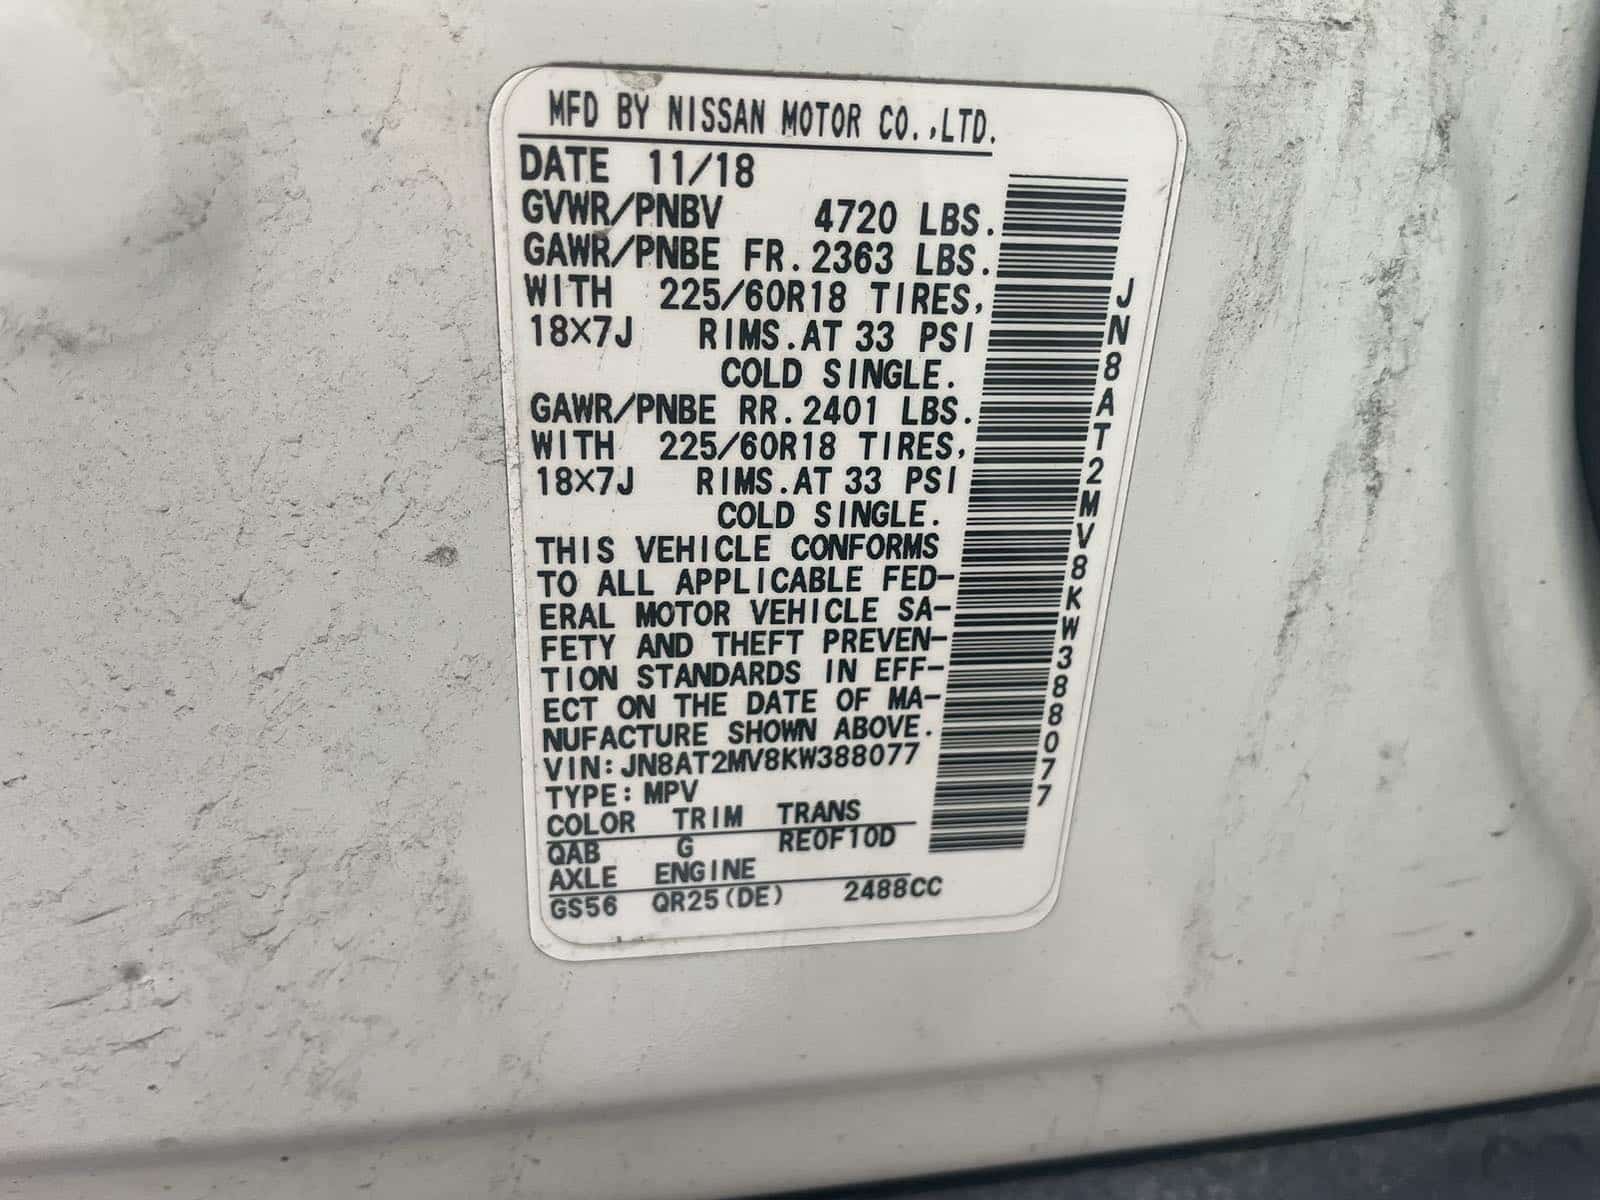 MFD BY NISSAN MOTOR CO.,LTD.
DATE 11/18
GVWR/PNBV 4720 LBS.
GAWR/PNBE FR.2363 LBS.
WITH 225/60R18 TIRES,
18×7J RIMS.AT 33 PSI
COLD SINGLE.
GAWR/PNBE RR.2401 LBS.
WITH 225/60R18 TIRES,
18×7J RIMS.AT 33 PSI
COLD SINGLE.
THIS VEHICLE CONFORMS
TO ALL APPLICABLE FED-
ERAL MOTOR VEHICLE SA-
FETY AND THEFT PREVEN-
TION STANDARDS IN EFF-
ECT ON THE DATE OF MA-
NUFACTURE SHOWN ABOVE.
VIN:JN8AT2MV8KW388077
TYPE:MPV
COLOR TRIM TRANS
QAB G RE0F10D
AXLE ENGINE
GS56 QR25(DE) 2488CC
JN8AT2MV8KW388077